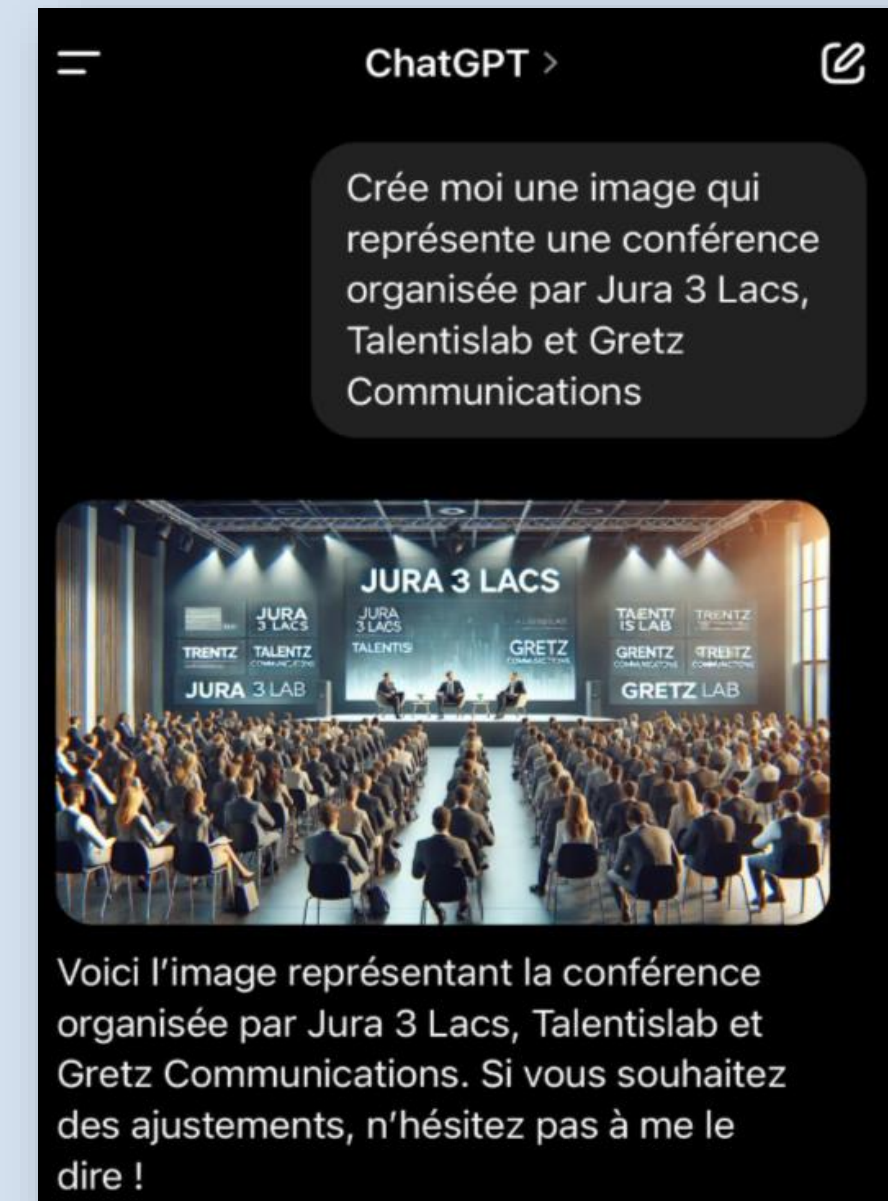 ChatGPT >
Crée moi une image qui
représente une conférence
organisée par Jura 3 Lacs,
Talentislab et Gretz
Communications
JURA 3 LACS
JURA
3 LACS
TRENTZ
TALENTZ
JURA 3 LAB
JURA
3 LACS
TALENTIS
GRETZ
TAENT?
IS LAB
TRENTZ
GRENTZ
GRETZ LAB
Voici l’image représentant la conférence
organisée par Jura 3 Lacs, Talentislab et
Gretz Communications. Si vous souhaitez
des ajustements, n’hésitez pas à me le
dire !